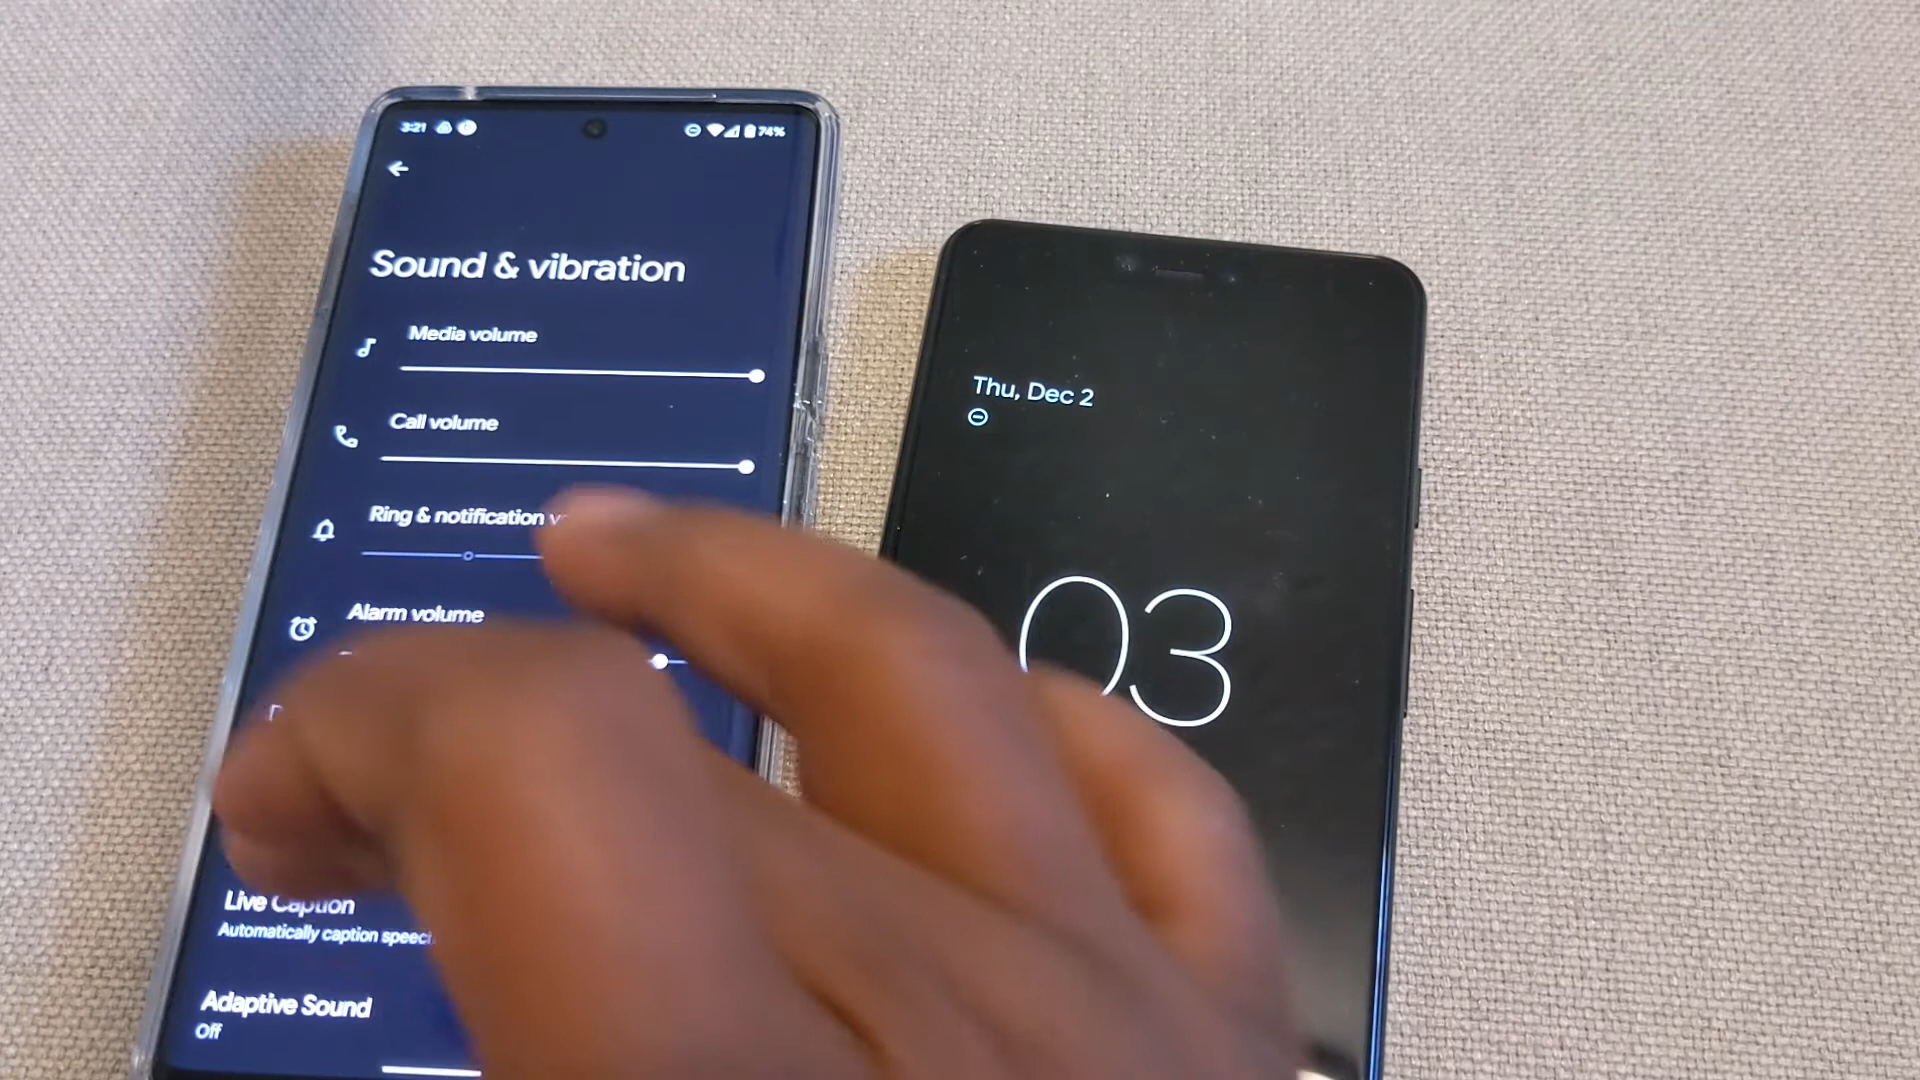 3:21 74%
Sound & vibration
Media volume
Call volume
Ring & notification
Alarm volume
Live Caption
Automatically caption
Adaptive Sound
Off
Thu, Dec 2
03